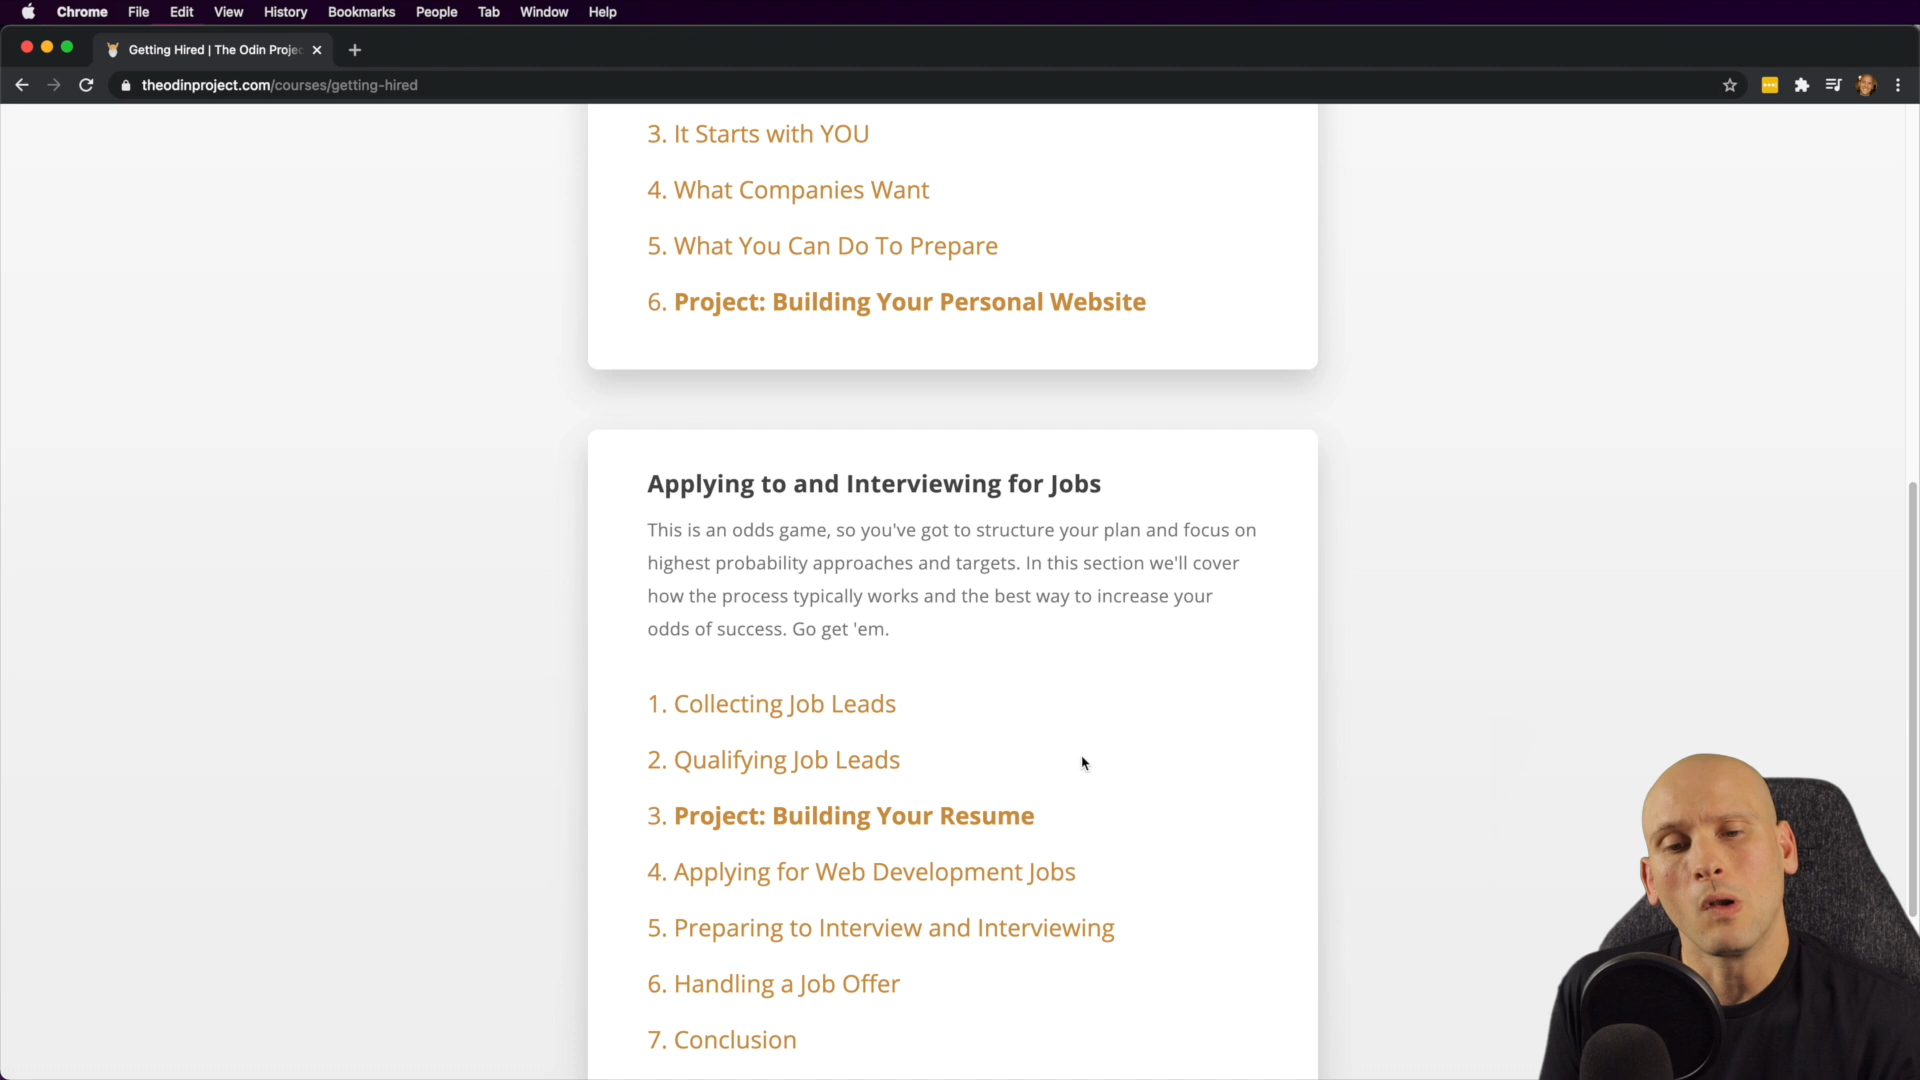 Chrome File Edit View History Bookmarks People Tab Window Help
Getting Hired | The Odin Projec
theodinproject.com/courses/getting-hired
3. It Starts with YOU
4. What Companies Want
5. What You Can Do To Prepare
6. Project: Building Your Personal Website
Applying to and Interviewing for Jobs
This is an odds game, so you've got to structure your plan and focus on
highest probability approaches and targets. In this section we'll cover
how the process typically works and the best way to increase your
odds of success. Go get 'em.
1. Collecting Job Leads
2. Qualifying Job Leads
3. Project: Building Your Resume
4. Applying for Web Development Jobs
5. Preparing to Interview and Interviewing
6. Handling a Job Offer
7. Conclusion